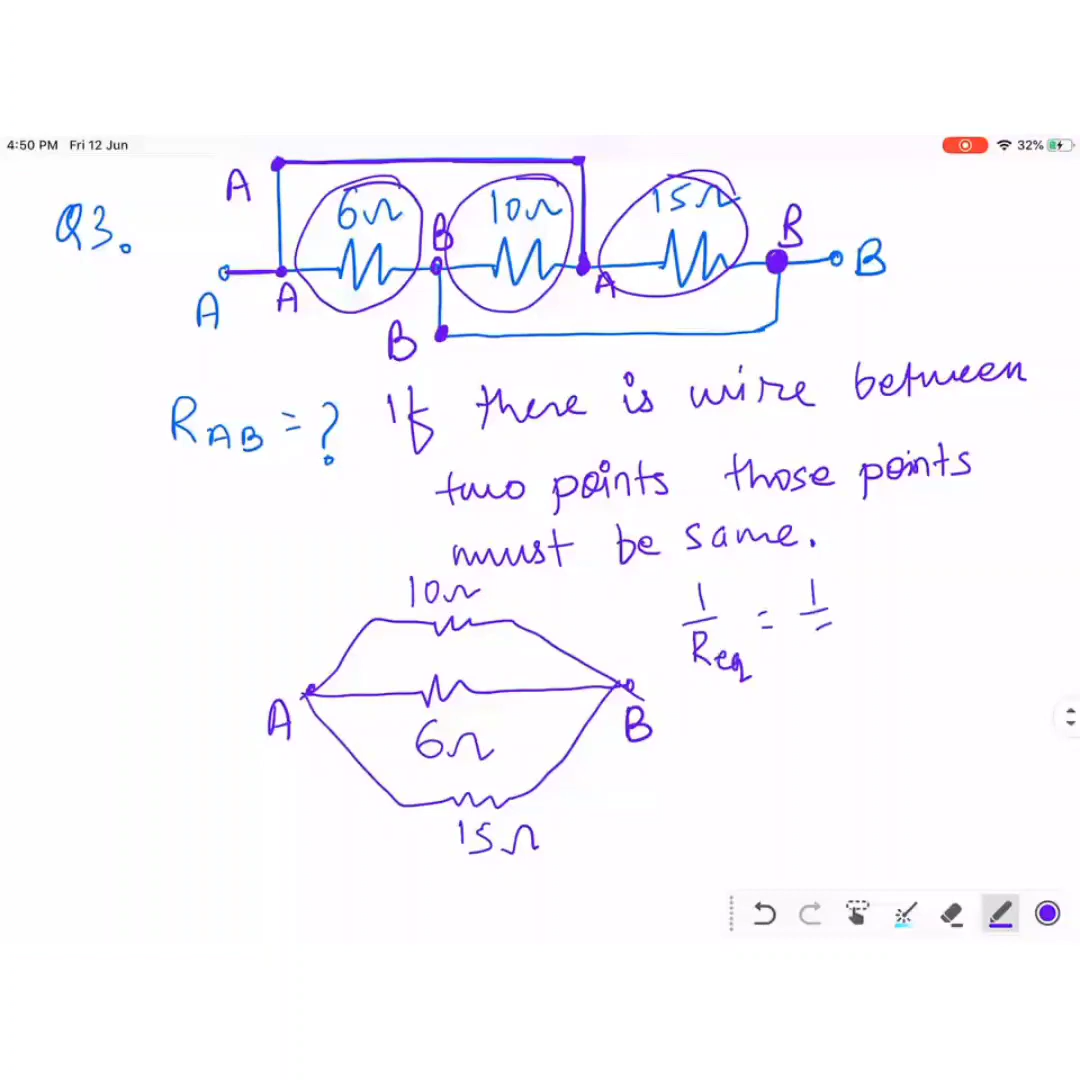 4:50 PM Fri 12 Jun
32%
A
Q3.
6Ω
10Ω
15Ω
B
B
A
A
A
B
B
R_AB = ?
If there is wire between
two points those points
must be same.
10Ω
1/Req = 1/
A
6Ω
B
15Ω